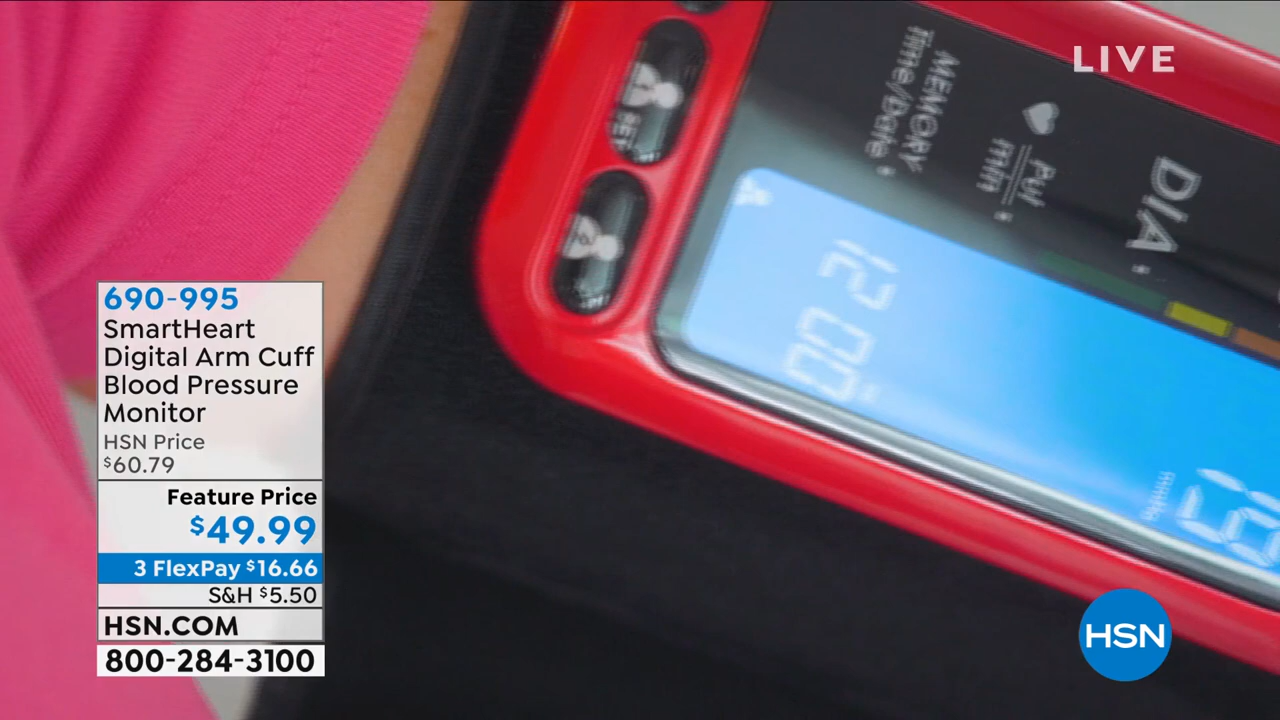 LIVE
MEMORY
Time/Date
Pul
min
DIA
12 00
690-995
SmartHeart
Digital Arm Cuff
Blood Pressure
Monitor
HSN Price
$60.79
Feature Price
$49.99
3 FlexPay $16.66
S&H $5.50
HSN.COM
800-284-3100
HSN